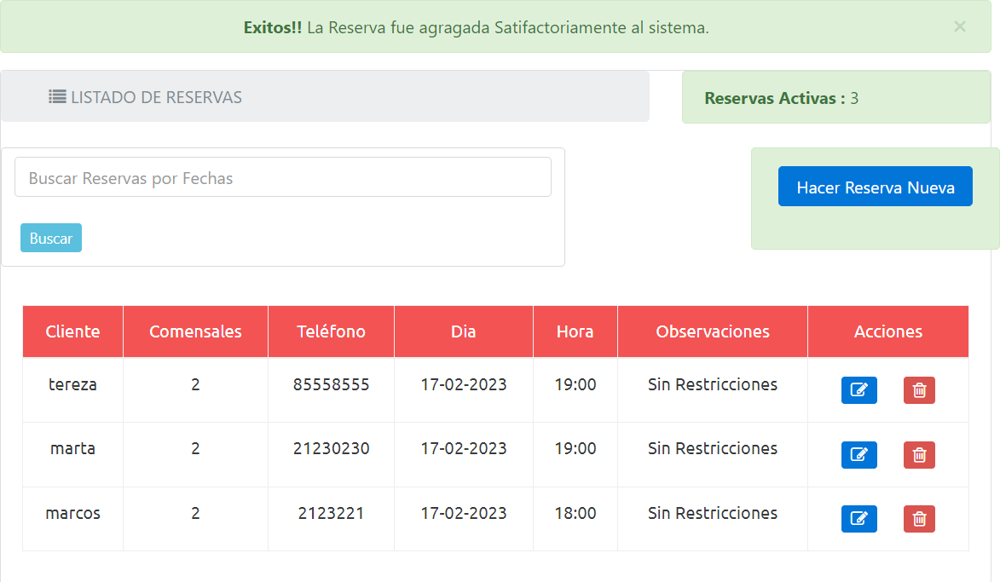 Exitos!! La Reserva fue agragada Satifactoriamente al sistema. ×
LISTADO DE RESERVAS
Reservas Activas : 3
Buscar Reservas por Fechas
Hacer Reserva Nueva
Buscar
Cliente Comensales Teléfono Dia Hora Observaciones Acciones
tereza 2 85558555 17-02-2023 19:00 Sin Restricciones
marta 2 21230230 17-02-2023 19:00 Sin Restricciones
marcos 2 2123221 17-02-2023 18:00 Sin Restricciones